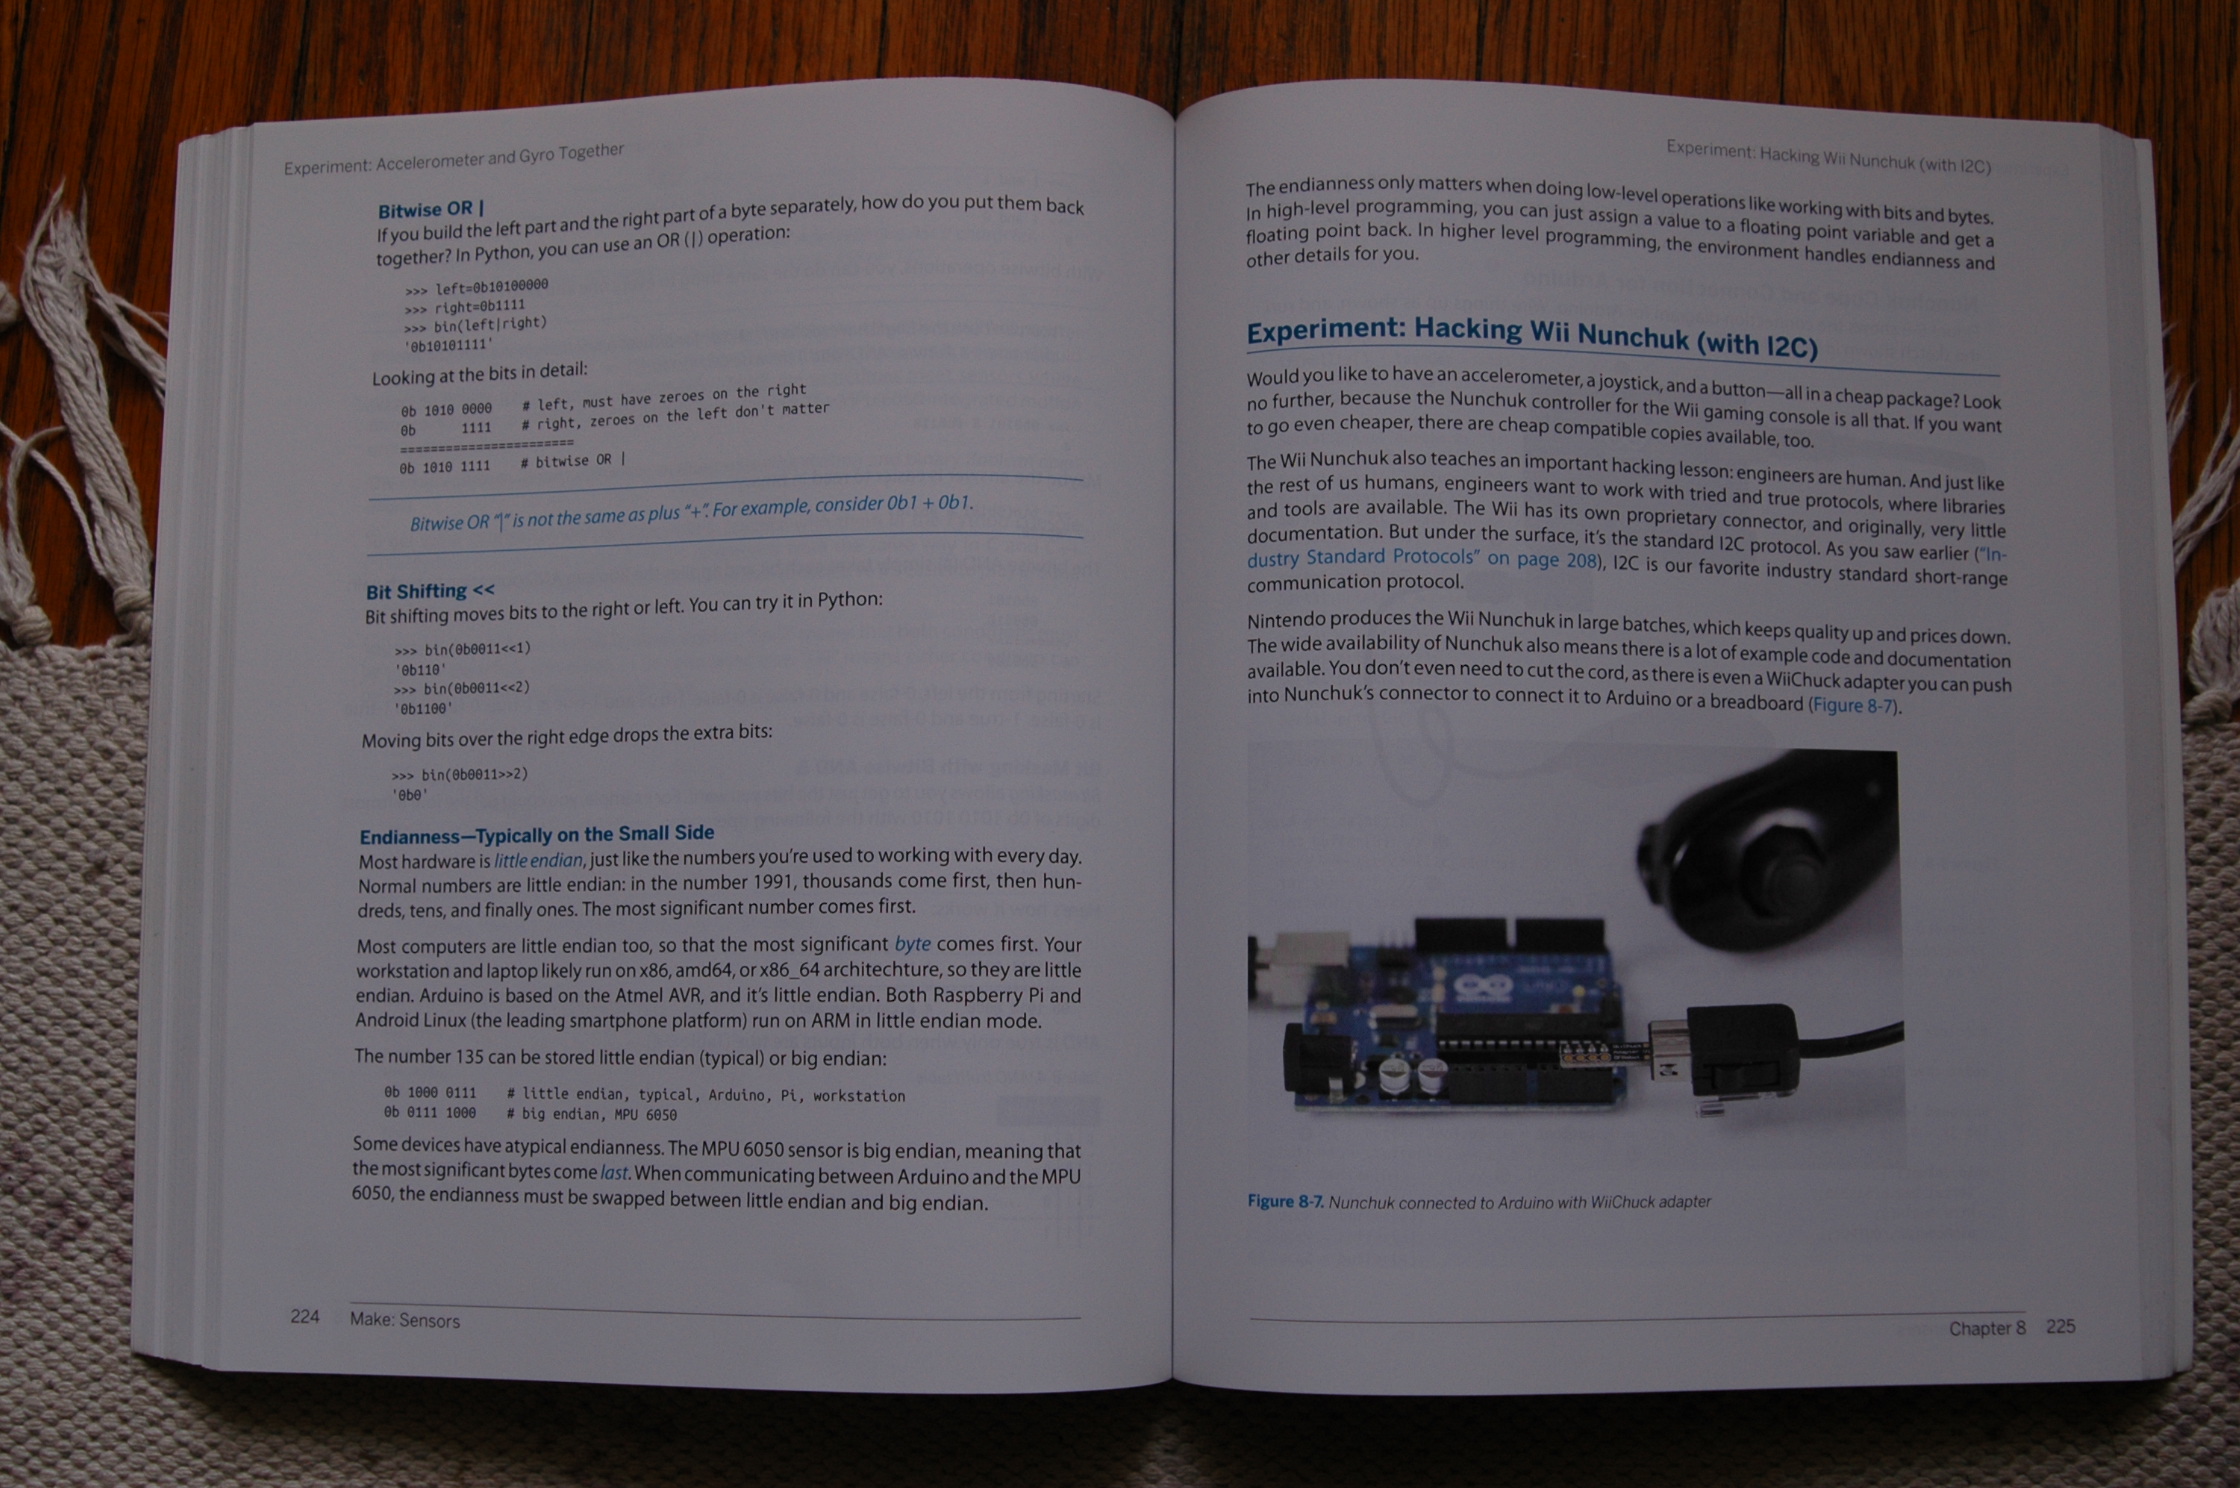 Experiment: Accelerometer and Gyro Together
Bitwise OR |
If you build the left part and the right part of a byte separately, how do you put them back
together? In Python, you can use an OR (|) operation:
>>> left=0b10100000
>>> right=0b1111
>>> bin(left|right)
'0b10101111'
Looking at the bits in detail:
0b 1010 0000 # left, must have zeroes on the right
0b 1111 # right, zeroes on the left don't matter
======================
0b 1010 1111 # bitwise OR |
Bitwise OR "|" is not the same as plus "+". For example, consider 0b1 + 0b1.
Bit Shifting <<
Bit shifting moves bits to the right or left. You can try it in Python:
>>> bin(0b0011<<1)
'0b110'
>>> bin(0b0011<<2)
'0b1100'
Moving bits over the right edge drops the extra bits:
>>> bin(0b0011>>2)
'0b0'
Endianness—Typically on the Small Side
Most hardware is little endian, just like the numbers you're used to working with every day.
Normal numbers are little endian: in the number 1991, thousands come first, then hun-
dreds, tens, and finally ones. The most significant number comes first.
Most computers are little endian too, so that the most significant byte comes first. Your
workstation and laptop likely run on x86, amd64, or x86_64 architechture, so they are little
endian. Arduino is based on the Atmel AVR, and it's little endian. Both Raspberry Pi and
Android Linux (the leading smartphone platform) run on ARM in little endian mode.
The number 135 can be stored little endian (typical) or big endian:
0b 1000 0111 # little endian, typical, Arduino, Pi, workstation
0b 0111 1000 # big endian, MPU 6050
Some devices have atypical endianness. The MPU 6050 sensor is big endian, meaning that
the most significant bytes come last. When communicating between Arduino and the MPU
6050, the endianness must be swapped between little endian and big endian.
224 Make: Sensors
Experiment: Hacking Wii Nunchuk (with I2C)
The endianness only matters when doing low-level operations like working with bits and bytes.
In high-level programming, you can just assign a value to a floating point variable and get a
floating point back. In higher level programming, the environment handles endianness and
other details for you.
Experiment: Hacking Wii Nunchuk (with I2C)
Would you like to have an accelerometer, a joystick, and a button—all in a cheap package? Look
no further, because the Nunchuk controller for the Wii gaming console is all that. If you want
to go even cheaper, there are cheap compatible copies available, too.
The Wii Nunchuk also teaches an important hacking lesson: engineers are human. And just like
the rest of us humans, engineers want to work with tried and true protocols, where libraries
and tools are available. The Wii has its own proprietary connector, and originally, very little
documentation. But under the surface, it's the standard I2C protocol. As you saw earlier ("In-
dustry Standard Protocols" on page 208), I2C is our favorite industry standard short-range
communication protocol.
Nintendo produces the Wii Nunchuk in large batches, which keeps quality up and prices down.
The wide availability of Nunchuk also means there is a lot of example code and documentation
available. You don't even need to cut the cord, as there is even a WiiChuck adapter you can push
into Nunchuk's connector to connect it to Arduino or a breadboard (Figure 8-7).
Figure 8-7. Nunchuk connected to Arduino with WiiChuck adapter
Chapter 8 225